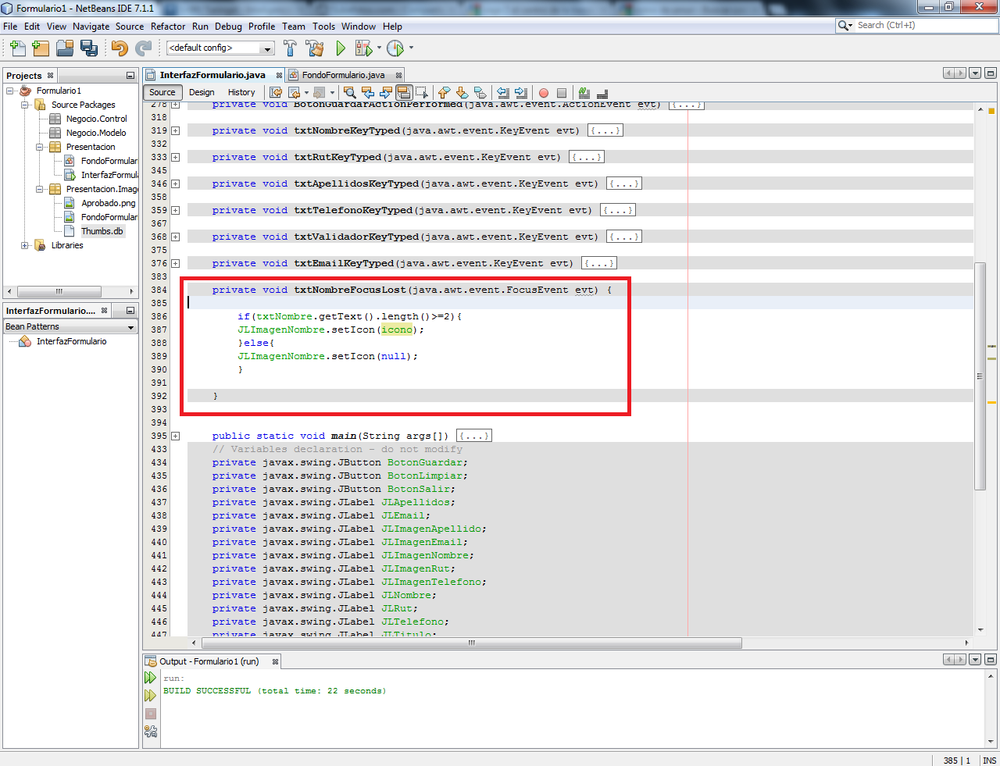 Formulario1 - NetBeans IDE 7.1.1
File Edit View Navigate Source Refactor Run Debug Profile Team Tools Window Help
Search (Ctrl+I)
<default config>
Projects
Formulario1
Source Packages
Negocio.Control
Negocio.Modelo
Presentacion
FondoFormular
InterfazFormula
Presentacion.Image
Aprobado.png
FondoFormular
Thumbs.db
Libraries
InterfazFormulario....
Bean Patterns
InterfazFormulario
InterfazFormulario.java FondoFormulario.java
Source Design History
278 private void BotonGuardarActionPerformed(java.awt.event.ActionEvent evt) {...}
318
319 private void txtNombreKeyTyped(java.awt.event.KeyEvent evt) {...}
332
333 private void txtRutKeyTyped(java.awt.event.KeyEvent evt) {...}
345
346 private void txtApellidosKeyTyped(java.awt.event.KeyEvent evt) {...}
358
359 private void txtTelefonoKeyTyped(java.awt.event.KeyEvent evt) {...}
367
368 private void txtValidadorKeyTyped(java.awt.event.KeyEvent evt) {...}
375
376 private void txtEmailKeyTyped(java.awt.event.KeyEvent evt) {...}
383
384 private void txtNombreFocusLost(java.awt.event.FocusEvent evt) {
385
386 if(txtNombre.getText().length()>=2){
387 JLImagenNombre.setIcon(icono);
388 }else{
389 JLImagenNombre.setIcon(null);
390 }
391
392 }
393
394
395 public static void main(String args[]) {...}
433 // Variables declaration - do not modify
434 private javax.swing.JButton BotonGuardar;
435 private javax.swing.JButton BotonLimpiar;
436 private javax.swing.JButton BotonSalir;
437 private javax.swing.JLabel JLApellidos;
438 private javax.swing.JLabel JLEmail;
439 private javax.swing.JLabel JLImagenApellido;
440 private javax.swing.JLabel JLImagenEmail;
441 private javax.swing.JLabel JLImagenNombre;
442 private javax.swing.JLabel JLImagenRut;
443 private javax.swing.JLabel JLImagenTelefono;
444 private javax.swing.JLabel JLNombre;
445 private javax.swing.JLabel JLRut;
446 private javax.swing.JLabel JLTelefono;
447 private javax.swing.JLabel JLTitulo;
Output - Formulario1 (run)
run:
BUILD SUCCESSFUL (total time: 22 seconds)
385 | 1 INS